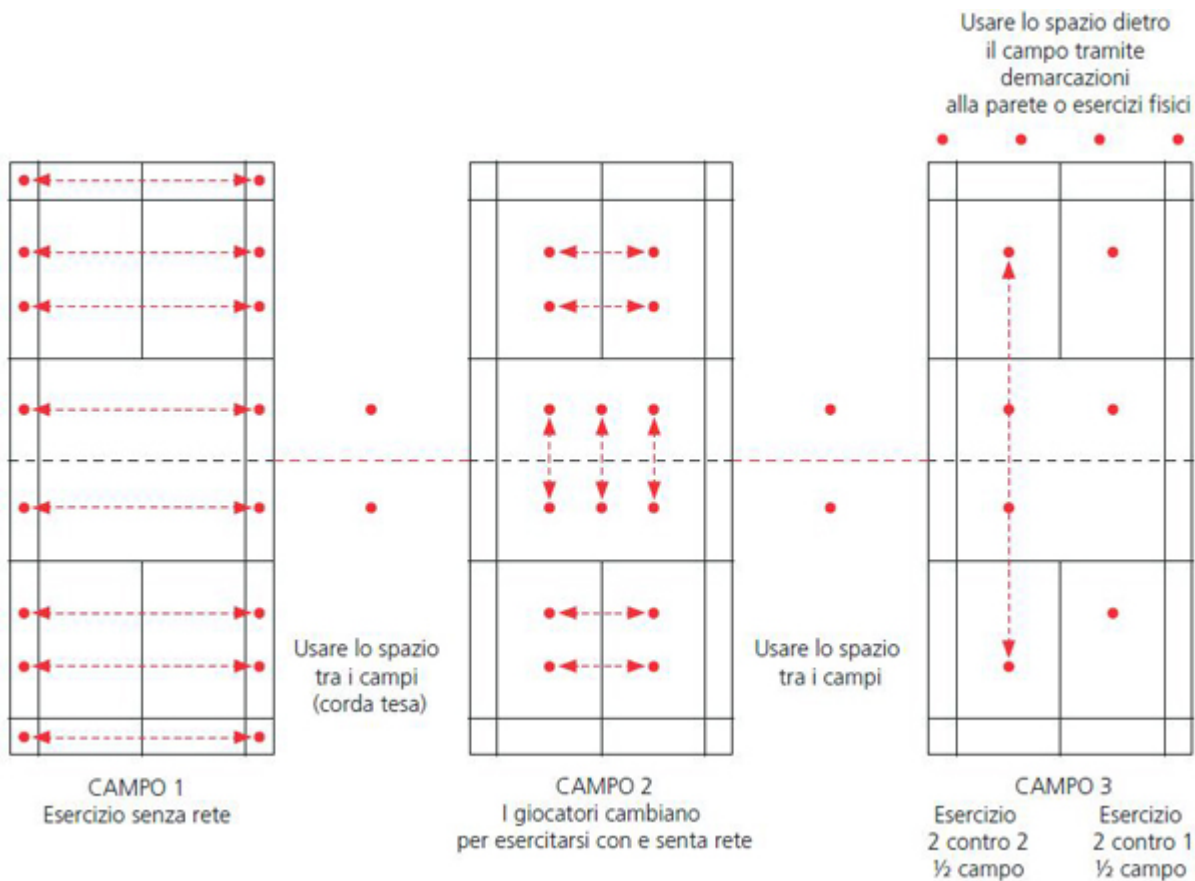 Usare lo spazio dietro
il campo tramite
demarcazioni
alla parete o esercizi fisici
Usare lo spazio
tra i campi
(corda tesa)
Usare lo spazio
tra i campi
CAMPO 1
Esercizio senza rete
CAMPO 2
I giocatori cambiano
per esercitarsi con e senta rete
CAMPO 3
Esercizio
2 contro 2
½ campo
Esercizio
2 contro 1
½ campo